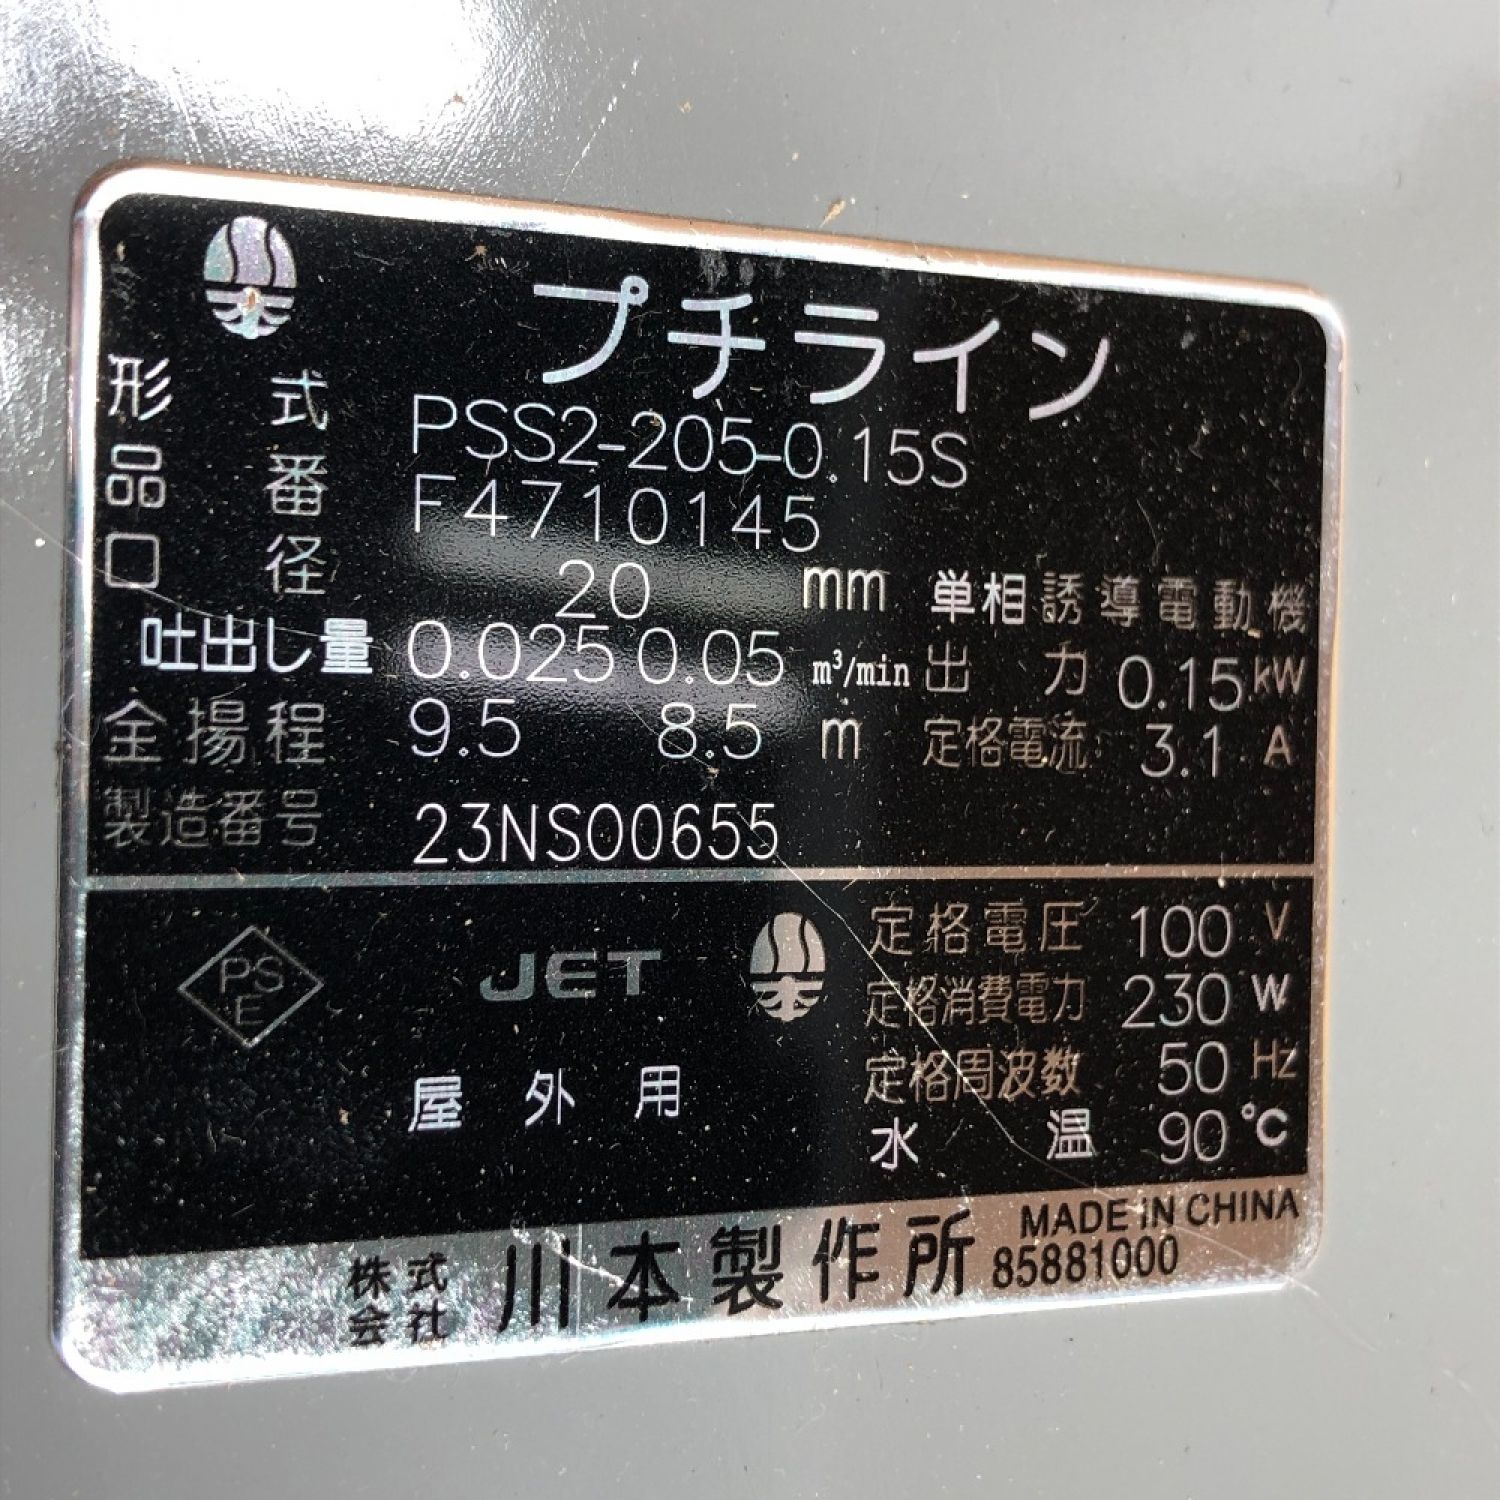 プチライン
形式 PSS2-205-0.15S
品番 F4710145
口径 20 mm 単相誘導電動機
吐出し量 0.025 0.05 m³/min 出力 0.15 kW
全揚程 9.5 8.5 m 定格電流 3.1 A
製造番号 23NS00655
PS
E
JET
川本
屋外用
定格電圧 100 V
定格消費電力 230 W
定格周波数 50 Hz
水温 90 ℃
株式会社 川本製作所 MADE IN CHINA
85881000